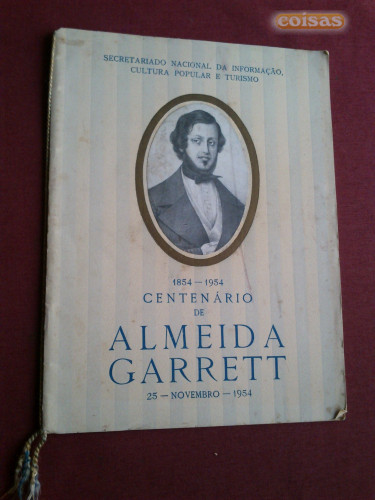 coisas
SECRETARIADO NACIONAL DA INFORMAÇÃO,
CULTURA POPULAR E TURISMO
1854 — 1954
CENTENÁRIO
DE
ALMEIDA
GARRETT
25 — NOVEMBRO — 1954